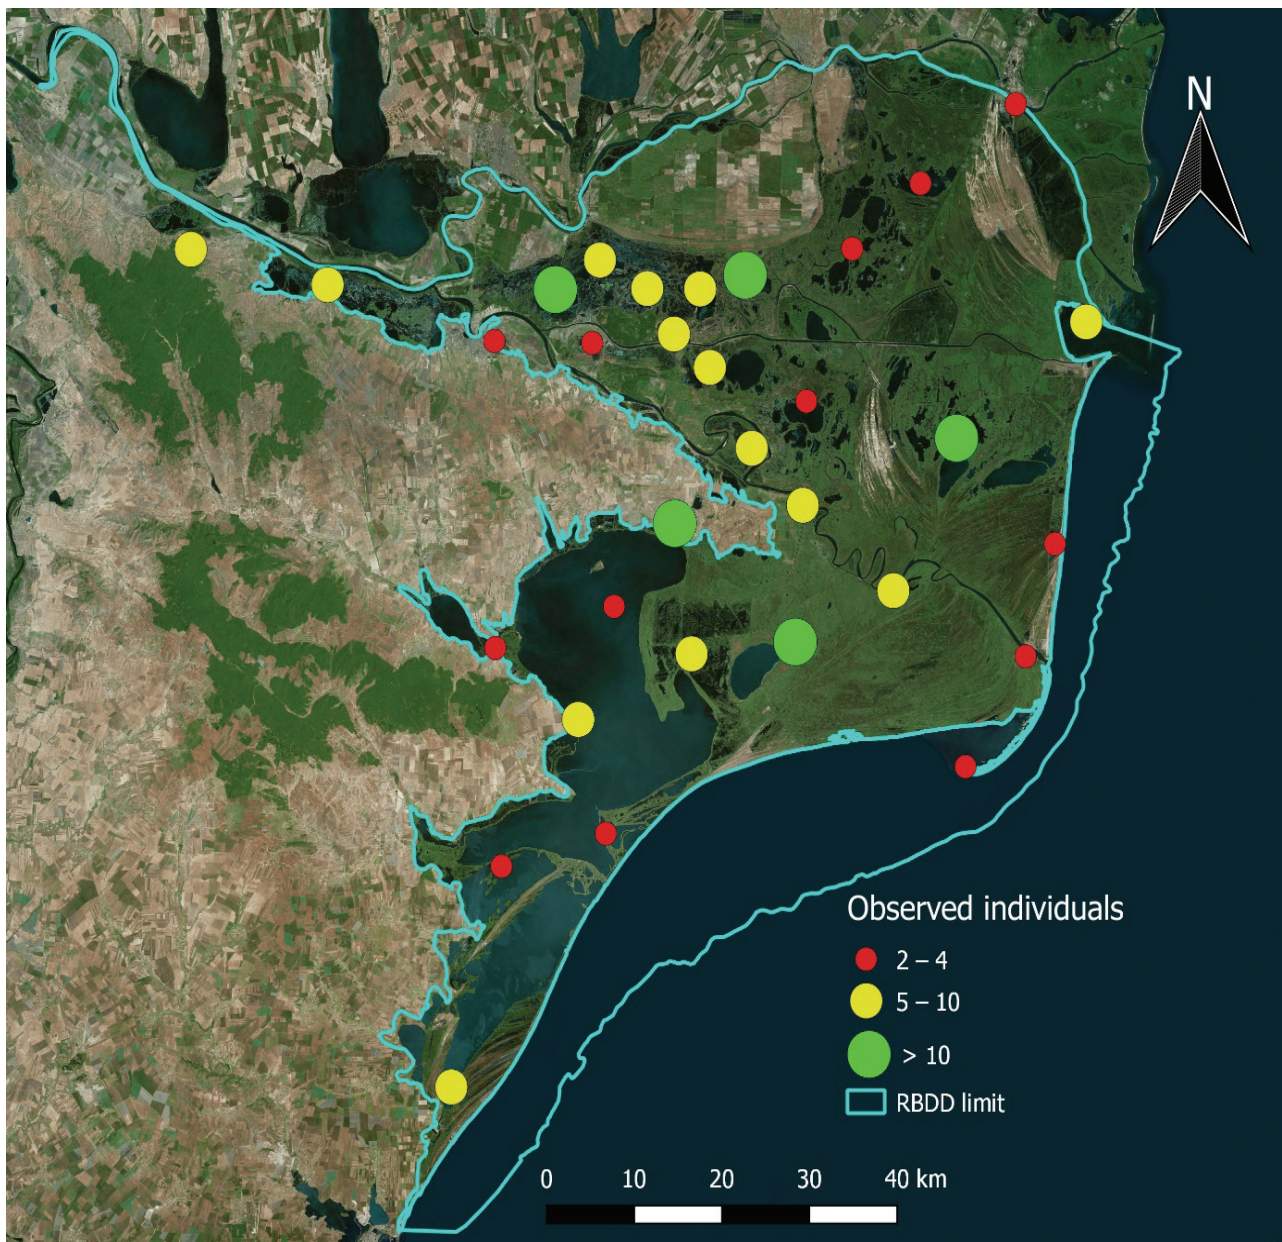 N
Observed individuals
2 – 4
5 – 10
> 10
RBDD limit
0 10 20 30 40 km